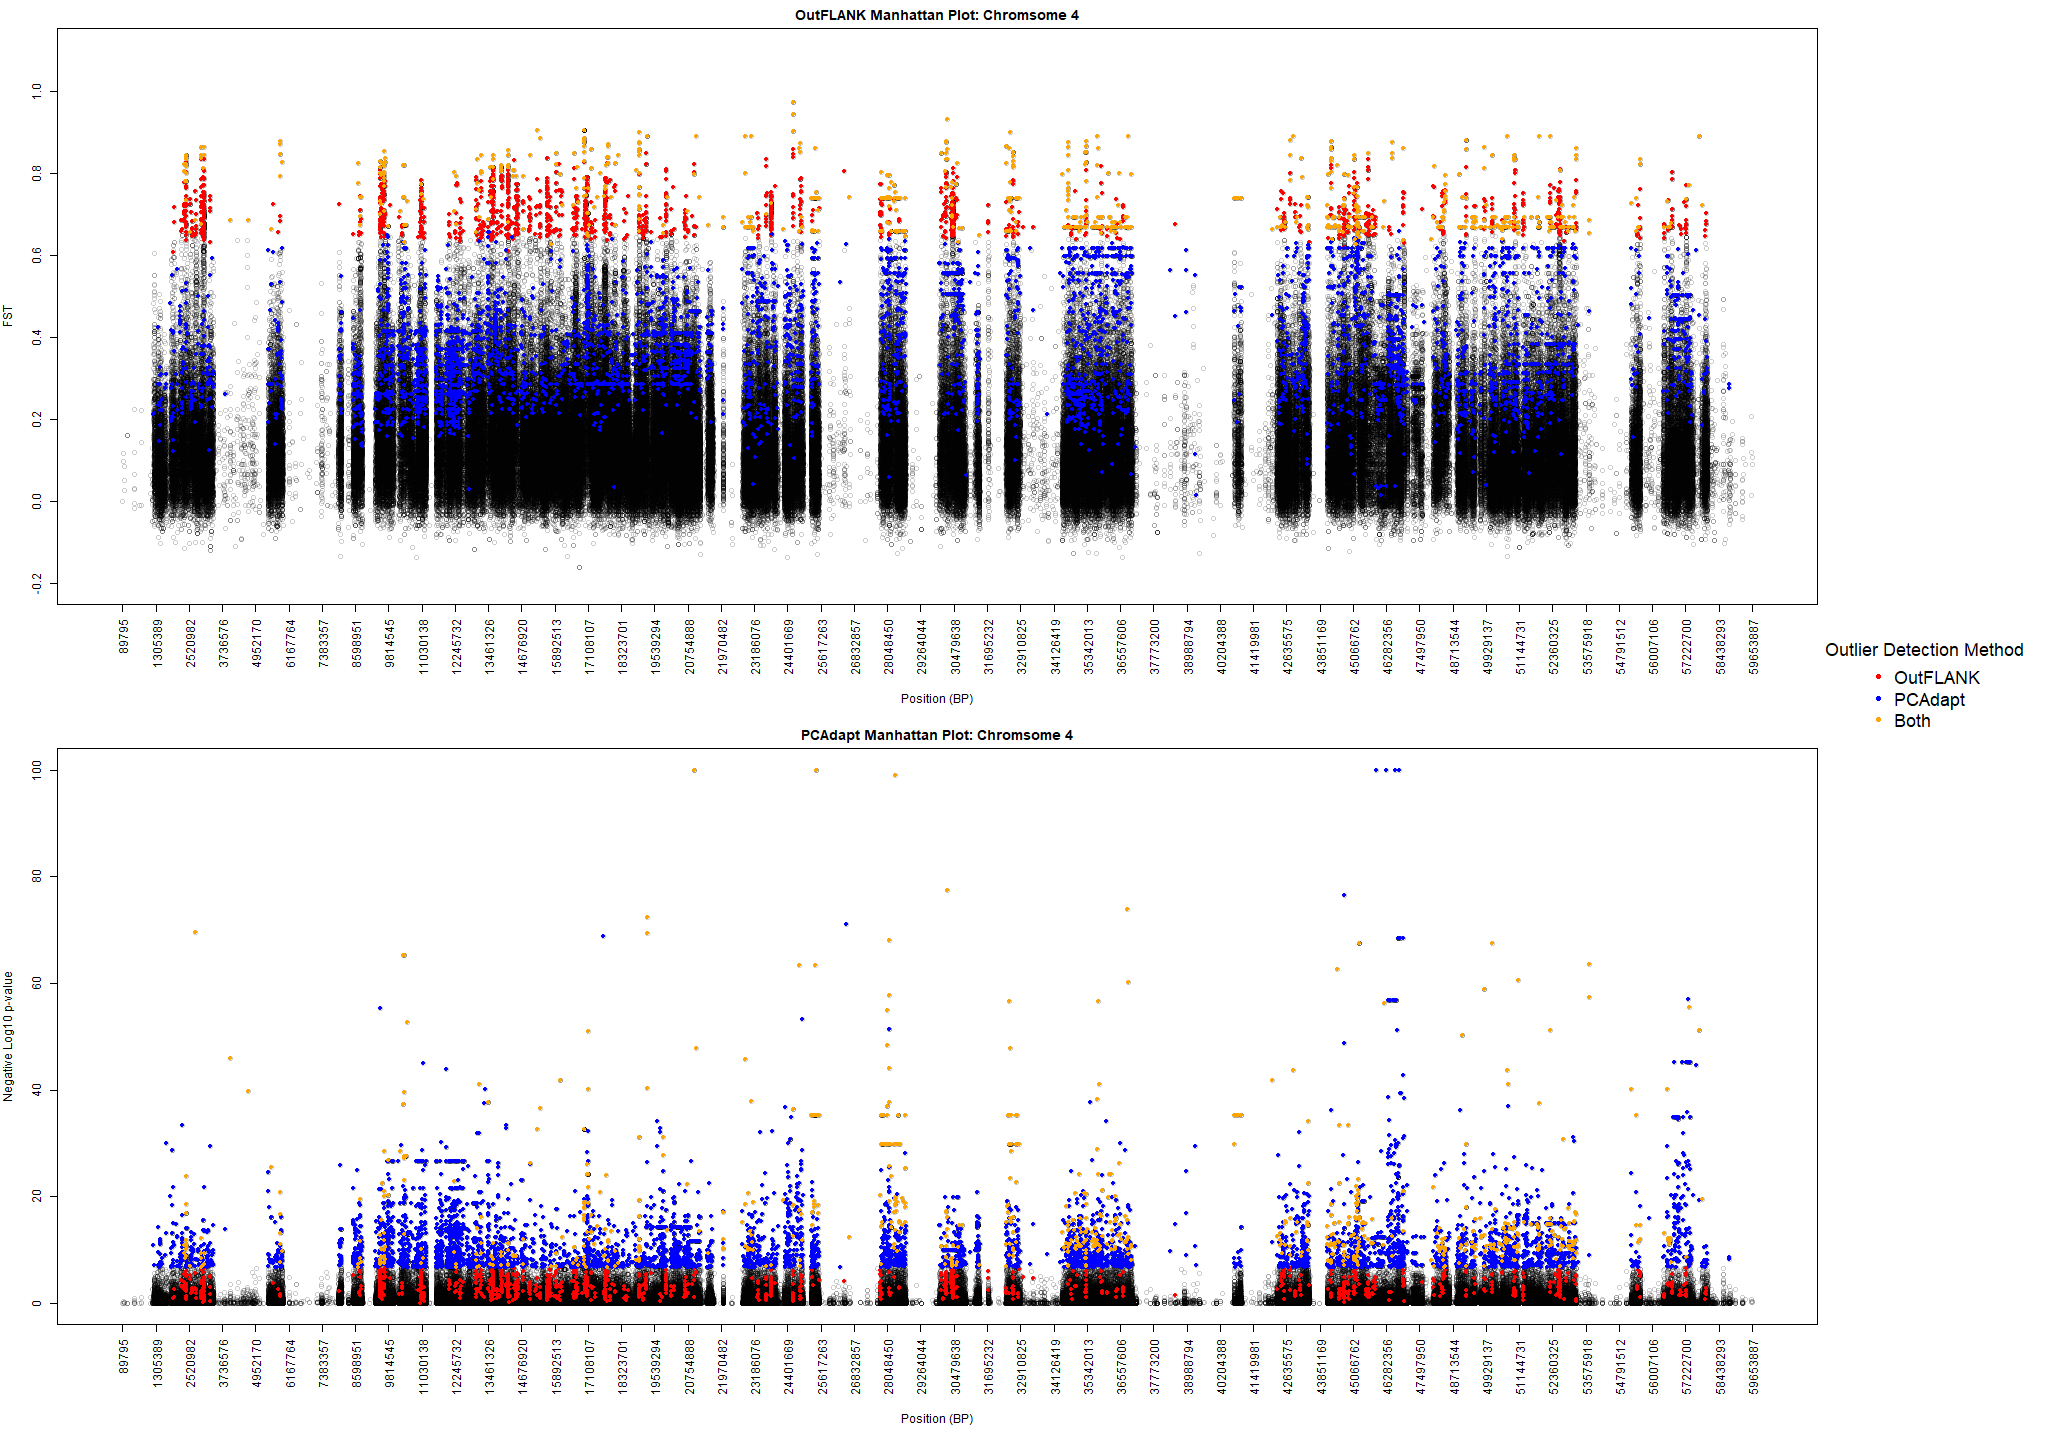 OutFLANK Manhattan Plot: Chromsome 4
FST
-0.2 0.0 0.2 0.4 0.6 0.8 1.0
89795 1305389 2520982 3736576 4952170 6167764 7383357 8598951 9814545 11030138 12245732 13461326 14676920 15892513 17108107 18323701 19539294 20754888 21970482 23186076 24401669 25617263 26832857 28048450 29264044 30479638 31695232 32910825 34126419 35342013 36557606 37773200 38988794 40204388 41419981 42635575 43851169 45066762 46282356 47497950 48713544 49929137 51144731 52360325 53575918 54791512 56007106 57222700 58438293 59653887
Position (BP)
Outlier Detection Method
OutFLANK
PCAdapt
Both
PCAdapt Manhattan Plot: Chromsome 4
Negative Log10 p-value
0 20 40 60 80 100
89795 1305389 2520982 3736576 4952170 6167764 7383357 8598951 9814545 11030138 12245732 13461326 14676920 15892513 17108107 18323701 19539294 20754888 21970482 23186076 24401669 25617263 26832857 28048450 29264044 30479638 31695232 32910825 34126419 35342013 36557606 37773200 38988794 40204388 41419981 42635575 43851169 45066762 46282356 47497950 48713544 49929137 51144731 52360325 53575918 54791512 56007106 57222700 58438293 59653887
Position (BP)